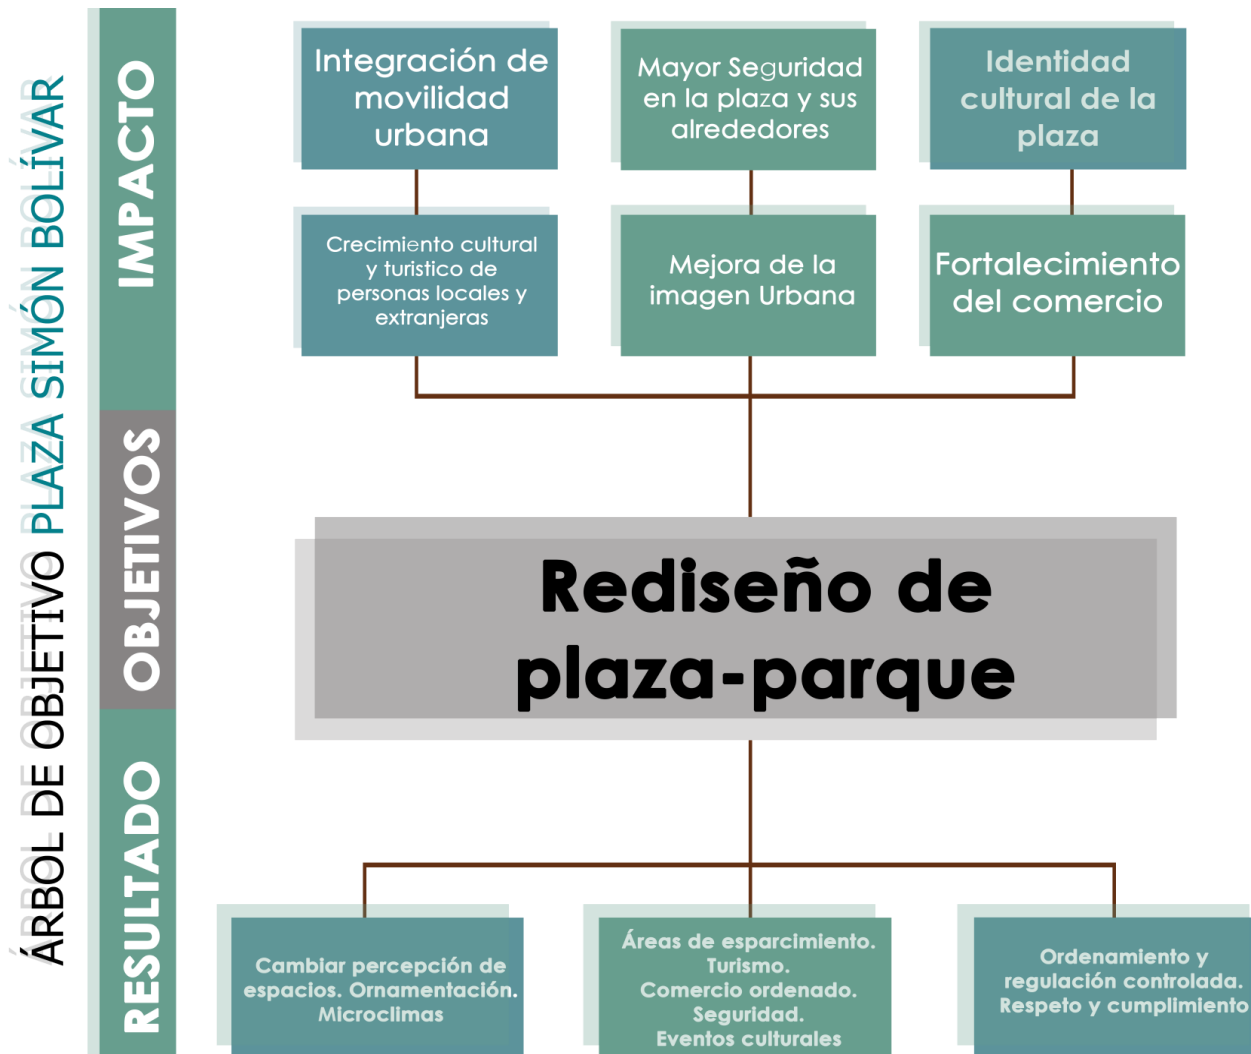 ÁRBOL DE OBJETIVO PLAZA SIMÓN BOLÍVAR
IMPACTO
Integración de
movilidad
urbana
Mayor Seguridad
en la plaza y sus
alrededores
Identidad
cultural de la
plaza
Crecimiento cultural
y turistico de
personas locales y
extranjeras
Mejora de la
imagen Urbana
Fortalecimiento
del comercio
OBJETIVOS
Rediseño de
plaza-parque
RESULTADO
Cambiar percepción de
espacios. Ornamentación.
Microclimas
Áreas de esparcimiento.
Turismo.
Comercio ordenado.
Seguridad.
Eventos culturales
Ordenamiento y
regulación controlada.
Respeto y cumplimiento